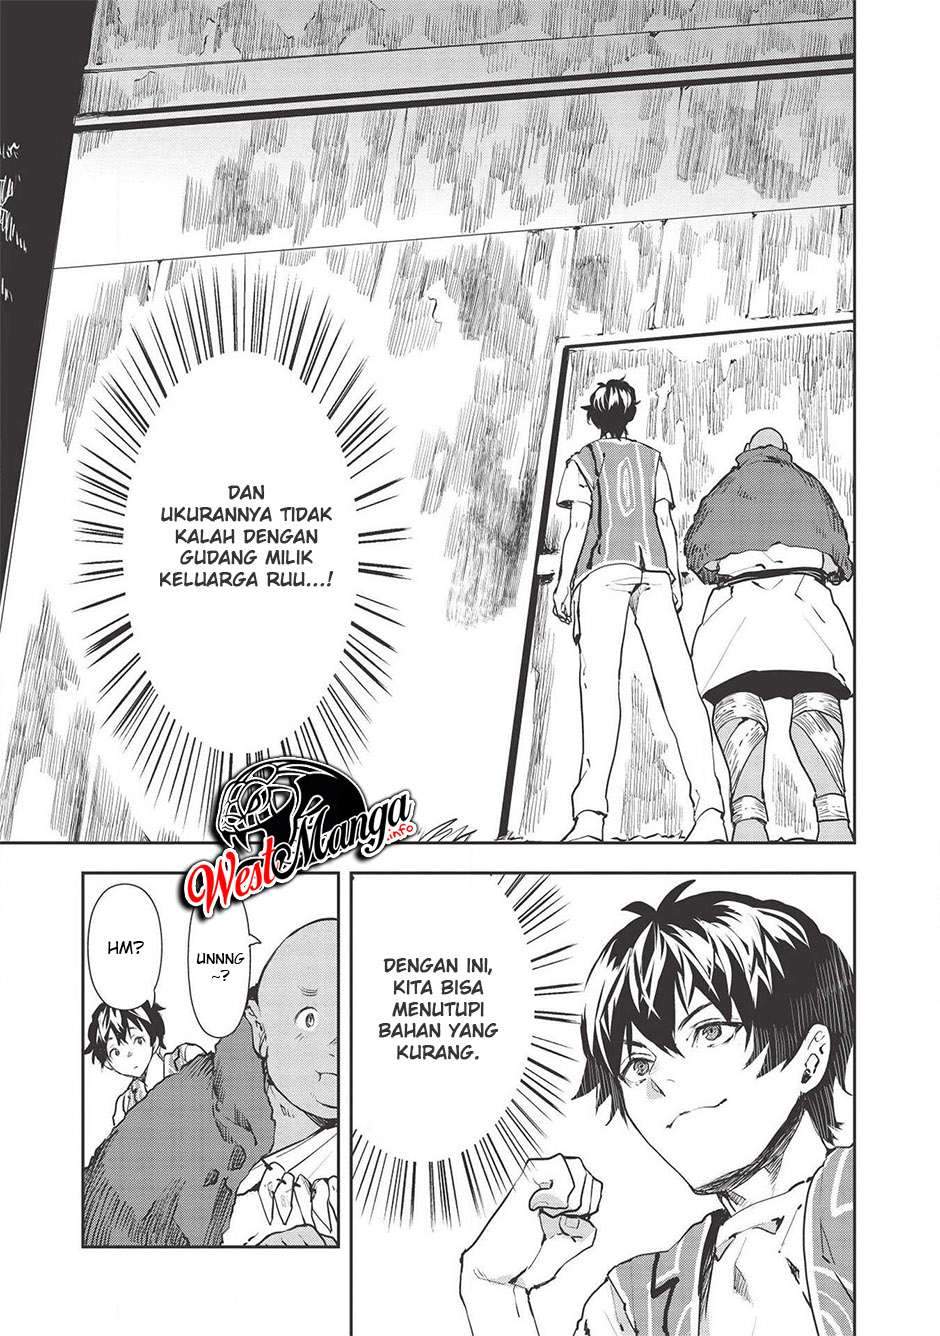 DAN
UKURANNYA TIDAK
KALAH DENGAN
GUDANG MILIK
KELUARGA RUU...!
WestManga
.info
DENGAN INI,
KITA BISA
MENUTUPI
BAHAN YANG
KURANG.
UNNNG
~?
HM?